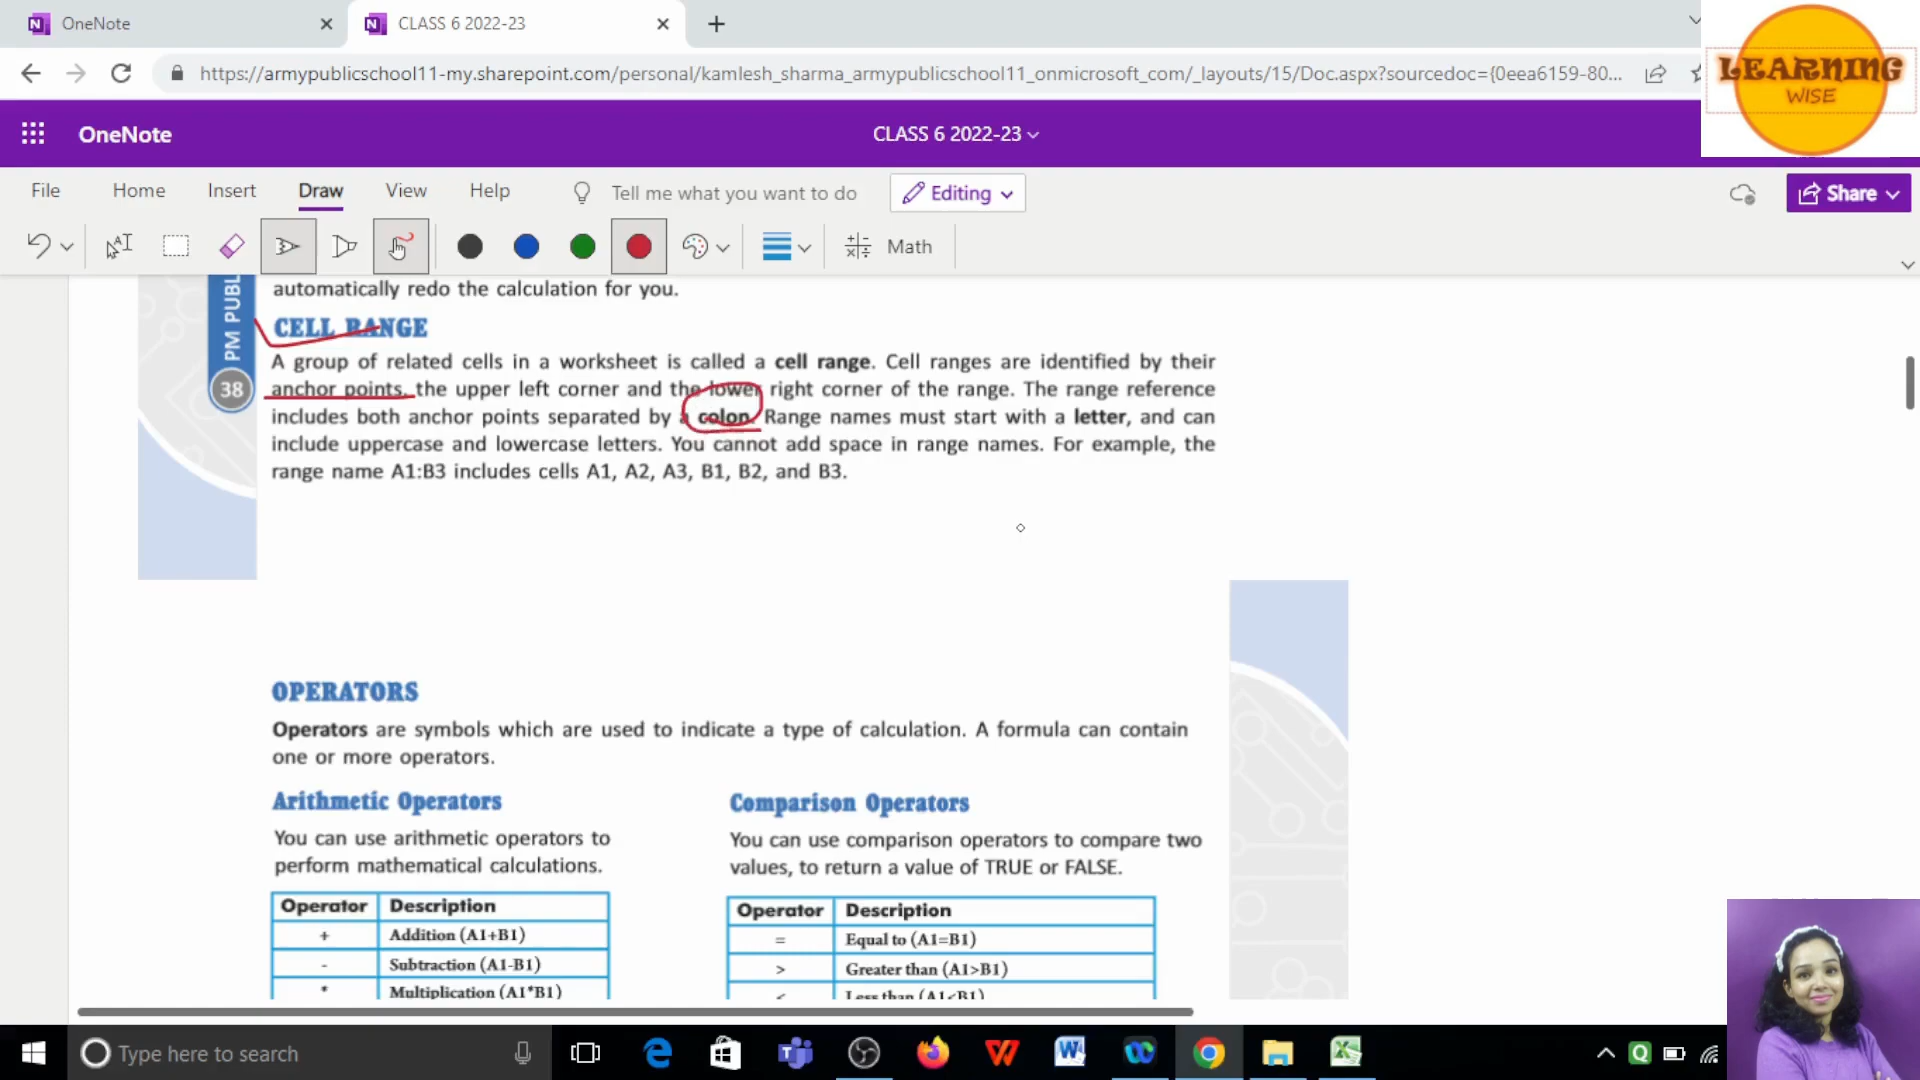 OneNote
CLASS 6 2022-23
https://armypublicschool11-my.sharepoint.com/personal/kamlesh_sharma_armypublicschool11_onmicrosoft_com/_layouts/15/Doc.aspx?sourcedoc={0eea6159-80...
LEARNING
WISE
OneNote
CLASS 6 2022-23
File Home Insert Draw View Help Tell me what you want to do Editing Share
Math
PM PUBL
38
automatically redo the calculation for you.
CELL RANGE
A group of related cells in a worksheet is called a cell range. Cell ranges are identified by their
anchor points, the upper left corner and the lower right corner of the range. The range reference
includes both anchor points separated by a colon. Range names must start with a letter, and can
include uppercase and lowercase letters. You cannot add space in range names. For example, the
range name A1:B3 includes cells A1, A2, A3, B1, B2, and B3.
OPERATORS
Operators are symbols which are used to indicate a type of calculation. A formula can contain
one or more operators.
Arithmetic Operators
You can use arithmetic operators to
perform mathematical calculations.
Operator Description
+ Addition (A1+B1)
- Subtraction (A1-B1)
* Multiplication (A1*B1)
Comparison Operators
You can use comparison operators to compare two
values, to return a value of TRUE or FALSE.
Operator Description
= Equal to (A1=B1)
> Greater than (A1>B1)
< Less than (A1<B1)
Type here to search